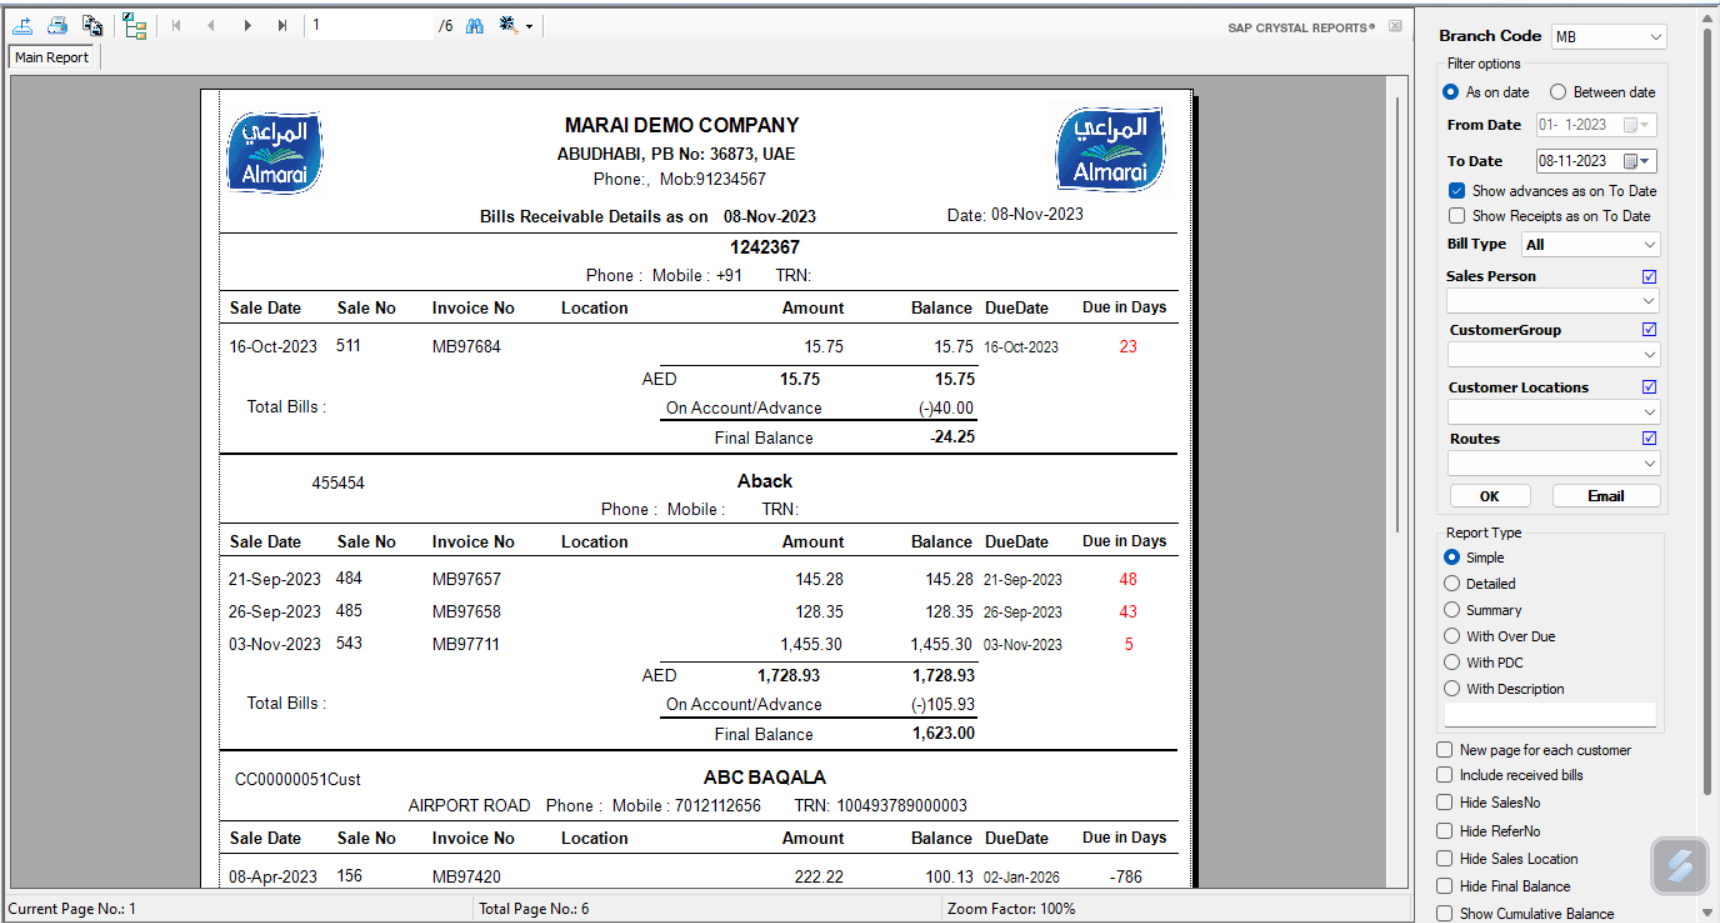 1 /6 SAP CRYSTAL REPORTS®
Main Report
المراعي
Almarai
MARAI DEMO COMPANY
ABUDHABI, PB No: 36873, UAE
Phone:, Mob:91234567
المراعي
Almarai
Bills Receivable Details as on 08-Nov-2023 Date: 08-Nov-2023
1242367
Phone : Mobile : +91 TRN:
Sale Date Sale No Invoice No Location Amount Balance DueDate Due in Days
16-Oct-2023 511 MB97684 15.75 15.75 16-Oct-2023 23
AED 15.75 15.75
Total Bills : On Account/Advance (-)40.00
Final Balance -24.25
455454 Aback
Phone : Mobile : TRN:
Sale Date Sale No Invoice No Location Amount Balance DueDate Due in Days
21-Sep-2023 484 MB97657 145.28 145.28 21-Sep-2023 48
26-Sep-2023 485 MB97658 128.35 128.35 26-Sep-2023 43
03-Nov-2023 543 MB97711 1,455.30 1,455.30 03-Nov-2023 5
AED 1,728.93 1,728.93
Total Bills : On Account/Advance (-)105.93
Final Balance 1,623.00
CC00000051Cust ABC BAQALA
AIRPORT ROAD Phone : Mobile : 7012112656 TRN: 100493789000003
Sale Date Sale No Invoice No Location Amount Balance DueDate Due in Days
08-Apr-2023 156 MB97420 222.22 100.13 02-Jan-2026 -786
Current Page No.: 1 Total Page No.: 6 Zoom Factor: 100%
Branch Code MB
Filter options
As on date Between date
From Date 01- 1-2023
To Date 08-11-2023
Show advances as on To Date
Show Receipts as on To Date
Bill Type All
Sales Person
CustomerGroup
Customer Locations
Routes
OK Email
Report Type
Simple
Detailed
Summary
With Over Due
With PDC
With Description
New page for each customer
Include received bills
Hide SalesNo
Hide ReferNo
Hide Sales Location
Hide Final Balance
Show Cumulative Balance